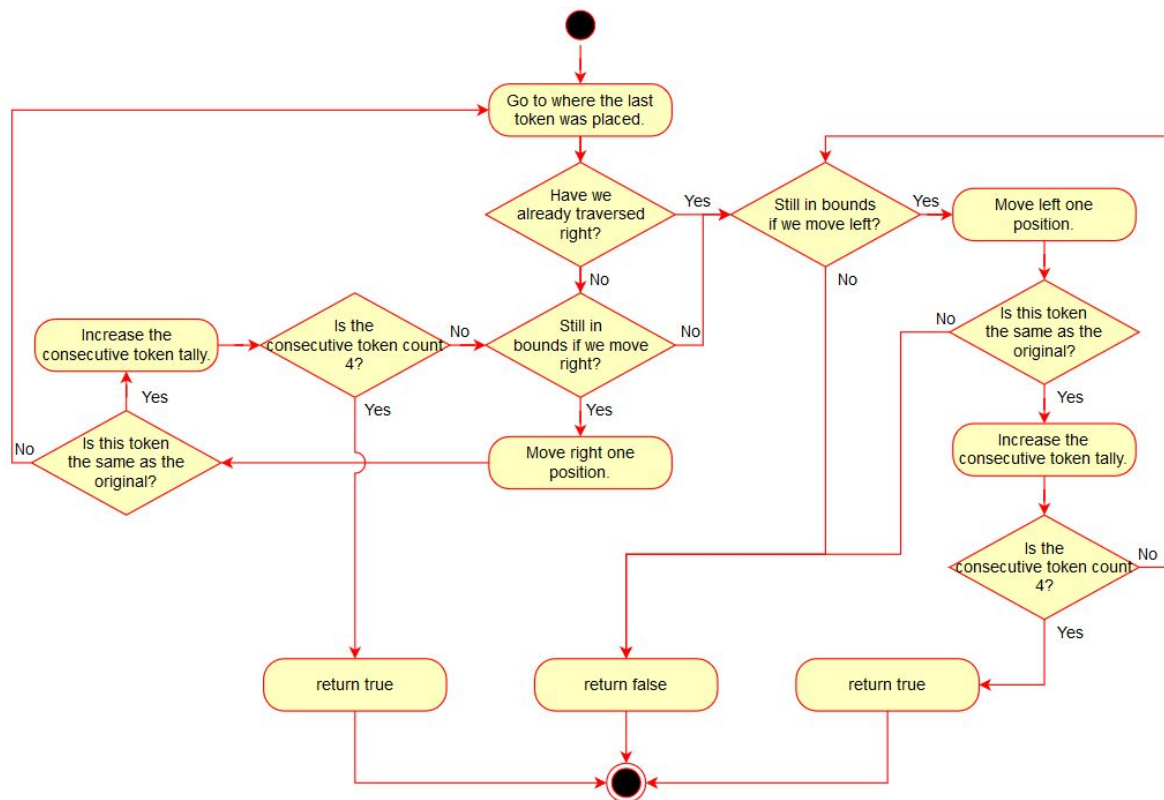 Go to where the last
token was placed.
Have we
already traversed
right?
Yes
No
Still in bounds
if we move left?
Yes
No
Move left one
position.
Is this token
the same as the
original?
No
Yes
Increase the
consecutive token tally.
Is the
consecutive token count
4?
No
Yes
Still in
bounds if we move
right?
No
Yes
Move right one
position.
Is this token
the same as the
original?
No
Yes
Increase the
consecutive token tally.
Is the
consecutive token count
4?
No
Yes
return true
return false
return true